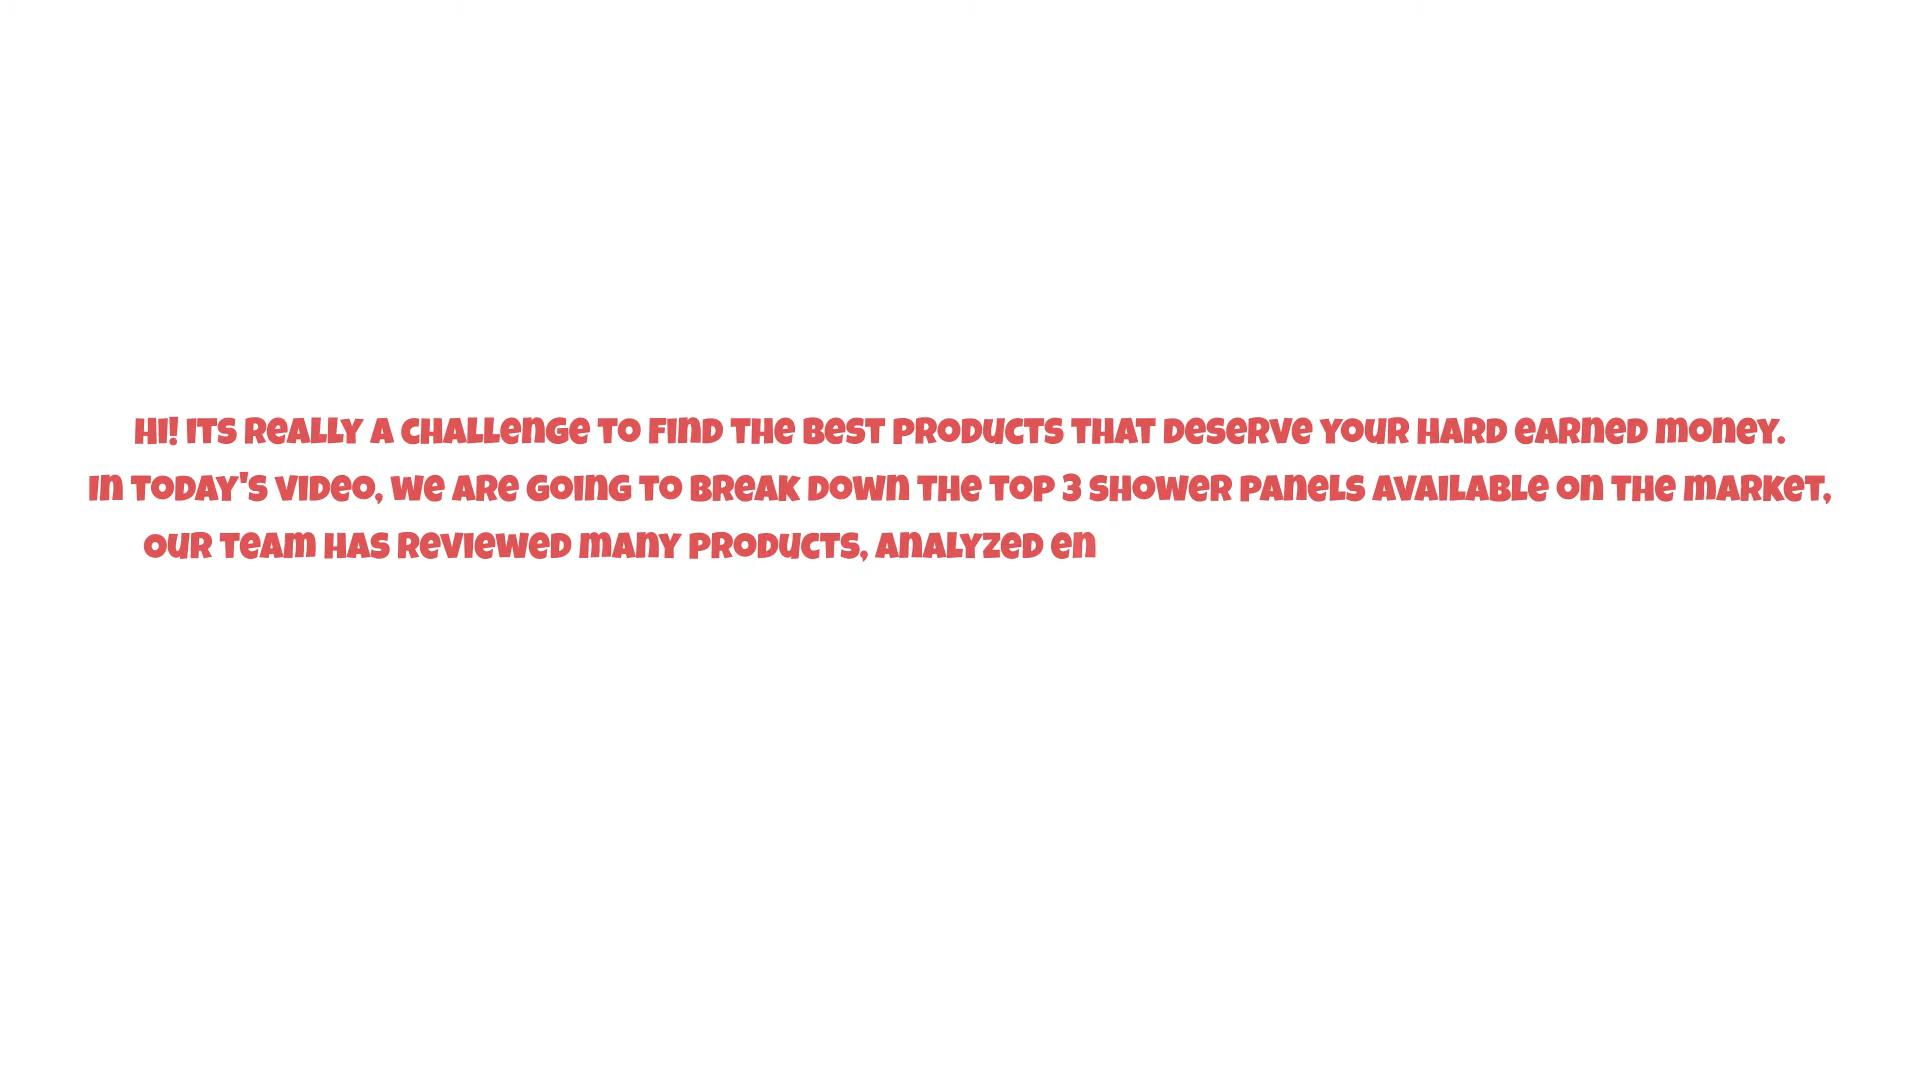 Hi! Its really a challenge to find the best products that deserve your hard earned money.
In today's video, we are going to break down the top 3 shower panels available on the market,
our team has reviewed many products, analyzed en